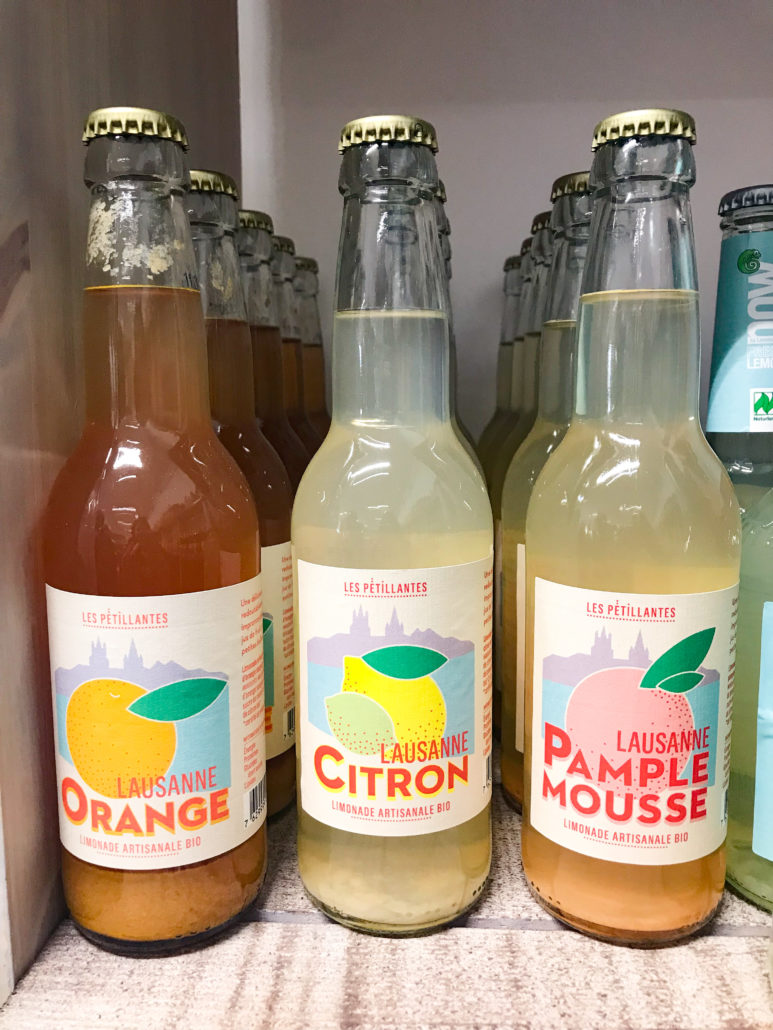 LES PÉTILLANTES
LAUSANNE
ORANGE
LIMONADE ARTISANALE BIO
LES PÉTILLANTES
LAUSANNE
CITRON
LIMONADE ARTISANALE BIO
LES PÉTILLANTES
LAUSANNE
PAMPLE
MOUSSE
LIMONADE ARTISANALE BIO
now